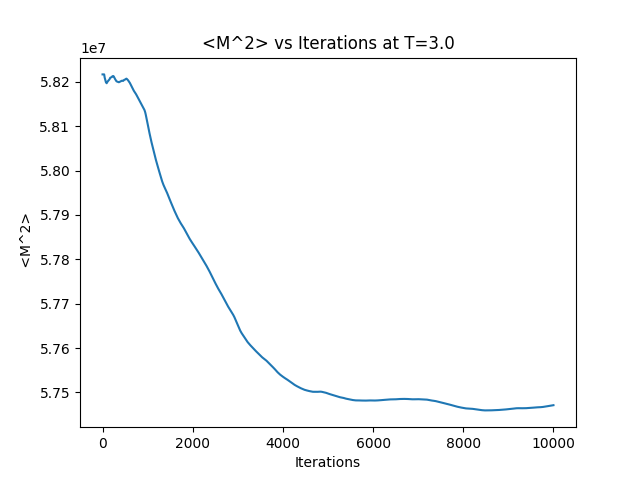 <M^2> vs Iterations at T=3.0
1e7
5.82
5.81
5.80
5.79
5.78
5.77
5.76
5.75
<M^2>
0 2000 4000 6000 8000 10000
Iterations